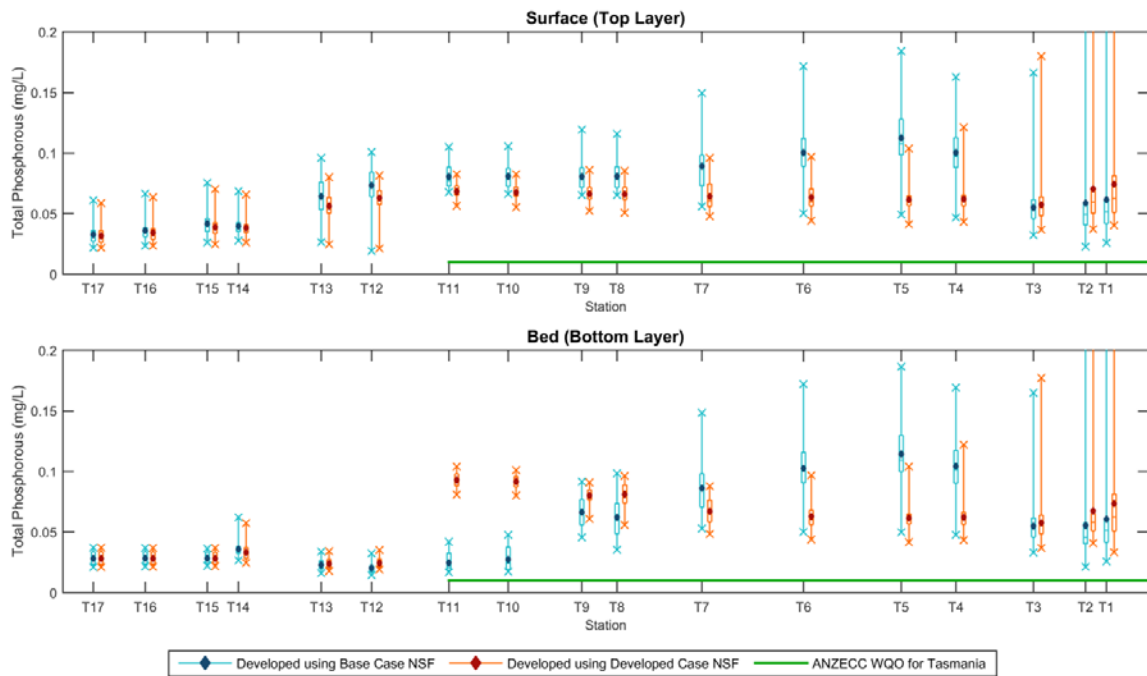 Surface (Top Layer)
Total Phosphorous (mg/L)
0.2
0.15
0.1
0.05
0
T17 T16 T15 T14 T13 T12 T11 T10 T9 T8 T7 T6 T5 T4 T3 T2 T1
Station
Bed (Bottom Layer)
Total Phosphorous (mg/L)
0.2
0.15
0.1
0.05
0
T17 T16 T15 T14 T13 T12 T11 T10 T9 T8 T7 T6 T5 T4 T3 T2 T1
Station
Developed using Base Case NSF Developed using Developed Case NSF ANZECC WQO for Tasmania